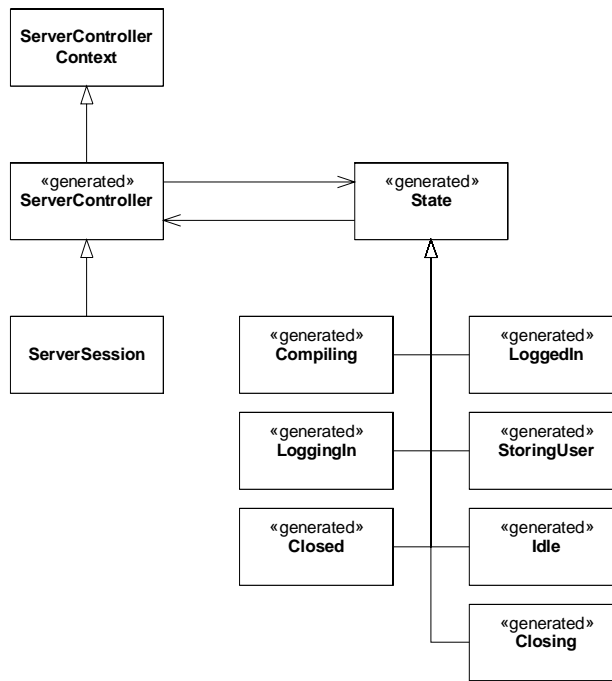 ServerController
Context
«generated»
ServerController
«generated»
State
ServerSession
«generated»
Compiling
«generated»
LoggedIn
«generated»
LoggingIn
«generated»
StoringUser
«generated»
Closed
«generated»
Idle
«generated»
Closing